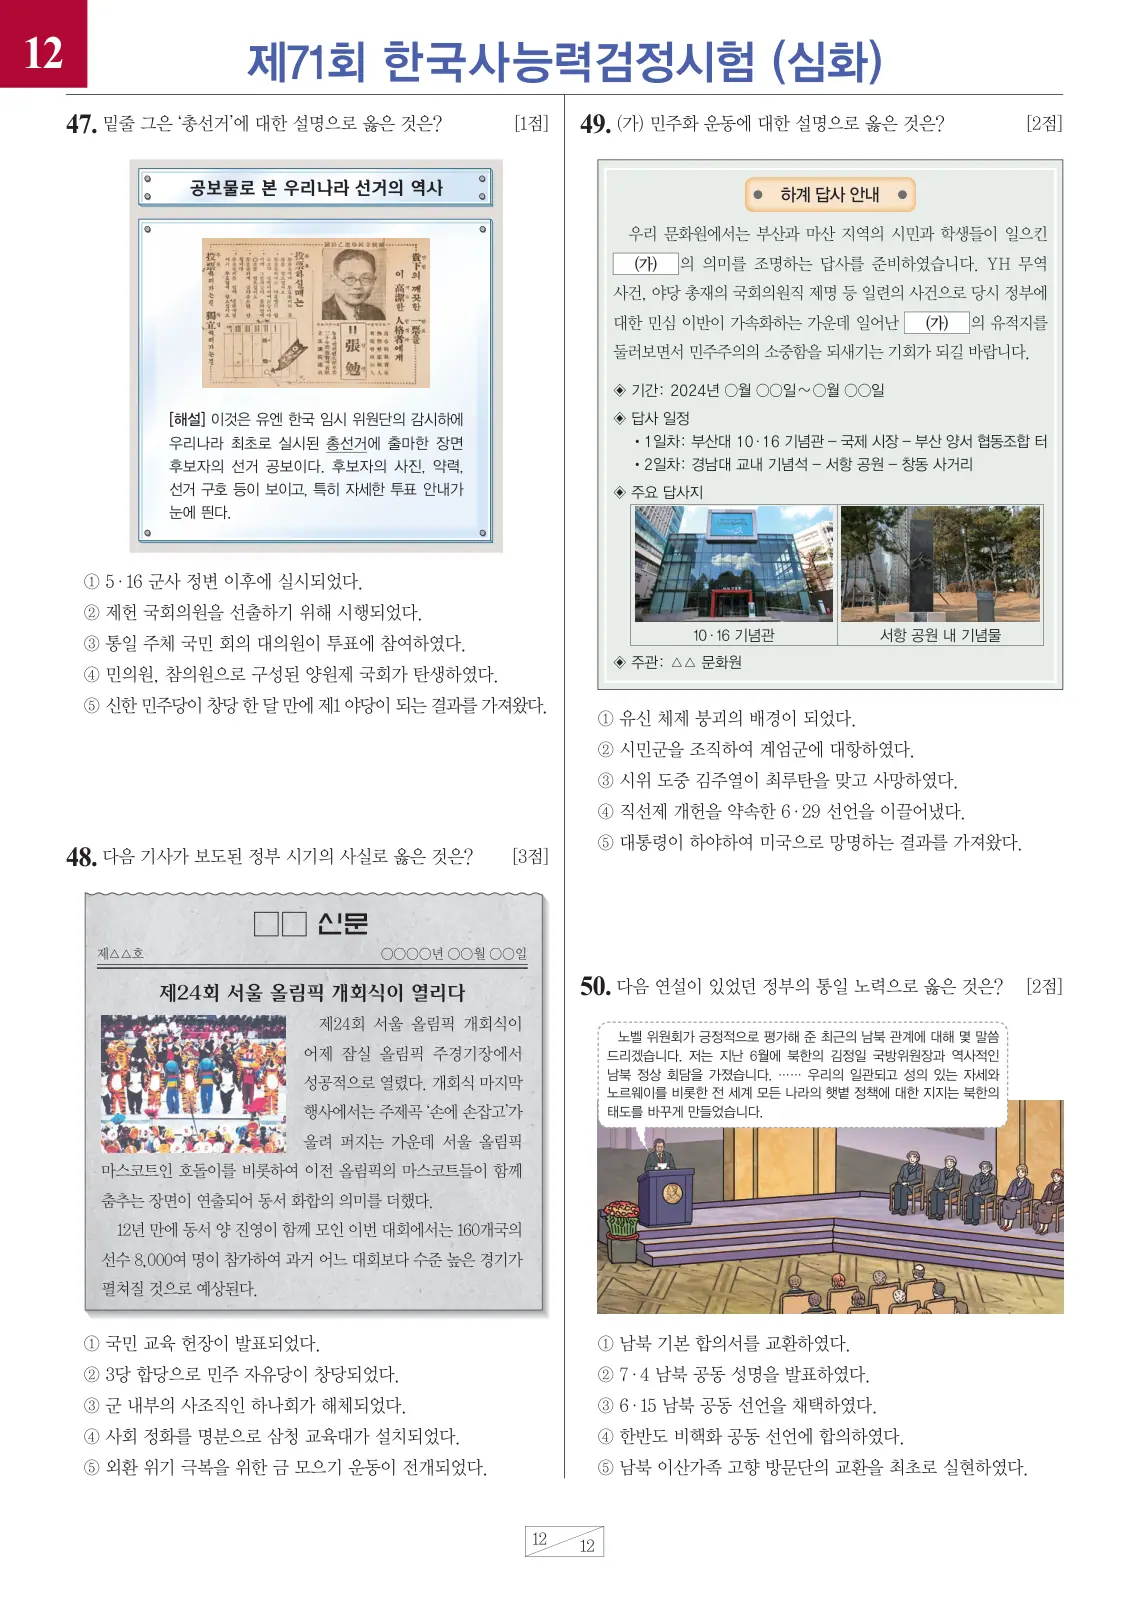 12
제71회 한국사능력검정시험 (심화)
47. 밑줄 그은 ‘총선거’에 대한 설명으로 옳은 것은? [1점]
공보물로 본 우리나라 선거의 역사
貴下의 깨끗한 一票를
이 高潔한 人格者에게
張勉
投票하실때는
[해설] 이것은 유엔 한국 임시 위원단의 감시하에
우리나라 최초로 실시된 총선거에 출마한 장면
후보자의 선거 공보이다. 후보자의 사진, 약력,
선거 구호 등이 보이고, 특히 자세한 투표 안내가
눈에 띈다.
① 5·16 군사 정변 이후에 실시되었다.
② 제헌 국회의원을 선출하기 위해 시행되었다.
③ 통일 주체 국민 회의 대의원이 투표에 참여하였다.
④ 민의원, 참의원으로 구성된 양원제 국회가 탄생하였다.
⑤ 신한 민주당이 창당 한 달 만에 제1 야당이 되는 결과를 가져왔다.
48. 다음 기사가 보도된 정부 시기의 사실로 옳은 것은? [3점]
□□ 신문
제△△호 ○○○○년 ○○월 ○○일
제24회 서울 올림픽 개회식이 열리다
제24회 서울 올림픽 개회식이
어제 잠실 올림픽 주경기장에서
성공적으로 열렸다. 개회식 마지막
행사에서는 주제곡 ‘손에 손잡고’가
울려 퍼지는 가운데 서울 올림픽
마스코트인 호돌이를 비롯하여 이전 올림픽의 마스코트들이 함께
춤추는 장면이 연출되어 동서 화합의 의미를 더했다.
12년 만에 동서 양 진영이 함께 모인 이번 대회에서는 160개국의
선수 8,000여 명이 참가하여 과거 어느 대회보다 수준 높은 경기가
펼쳐질 것으로 예상된다.
① 국민 교육 헌장이 발표되었다.
② 3당 합당으로 민주 자유당이 창당되었다.
③ 군 내부의 사조직인 하나회가 해체되었다.
④ 사회 정화를 명분으로 삼청 교육대가 설치되었다.
⑤ 외환 위기 극복을 위한 금 모으기 운동이 전개되었다.
49. (가) 민주화 운동에 대한 설명으로 옳은 것은? [2점]
하계 답사 안내
우리 문화원에서는 부산과 마산 지역의 시민과 학생들이 일으킨
(가) 의 의미를 조명하는 답사를 준비하였습니다. YH 무역
사건, 야당 총재의 국회의원직 제명 등 일련의 사건으로 당시 정부에
대한 민심 이반이 가속화하는 가운데 일어난 (가) 의 유적지를
둘러보면서 민주주의의 소중함을 되새기는 기회가 되길 바랍니다.
◈ 기간: 2024년 ○월 ○○일～○월 ○○일
◈ 답사 일정
• 1일차: 부산대 10·16 기념관 – 국제 시장 – 부산 양서 협동조합 터
• 2일차: 경남대 교내 기념석 – 서항 공원 – 창동 사거리
◈ 주요 답사지
10·16 기념관 서항 공원 내 기념물
◈ 주관: △△ 문화원
① 유신 체제 붕괴의 배경이 되었다.
② 시민군을 조직하여 계엄군에 대항하였다.
③ 시위 도중 김주열이 최루탄을 맞고 사망하였다.
④ 직선제 개헌을 약속한 6·29 선언을 이끌어냈다.
⑤ 대통령이 하야하여 미국으로 망명하는 결과를 가져왔다.
50. 다음 연설이 있었던 정부의 통일 노력으로 옳은 것은? [2점]
노벨 위원회가 긍정적으로 평가해 준 최근의 남북 관계에 대해 몇 말씀
드리겠습니다. 저는 지난 6월에 북한의 김정일 국방위원장과 역사적인
남북 정상 회담을 가졌습니다. …… 우리의 일관되고 성의 있는 자세와
노르웨이를 비롯한 전 세계 모든 나라의 햇볕 정책에 대한 지지는 북한의
태도를 바꾸게 만들었습니다.
① 남북 기본 합의서를 교환하였다.
② 7·4 남북 공동 성명을 발표하였다.
③ 6·15 남북 공동 선언을 채택하였다.
④ 한반도 비핵화 공동 선언에 합의하였다.
⑤ 남북 이산가족 고향 방문단의 교환을 최초로 실현하였다.
12
12